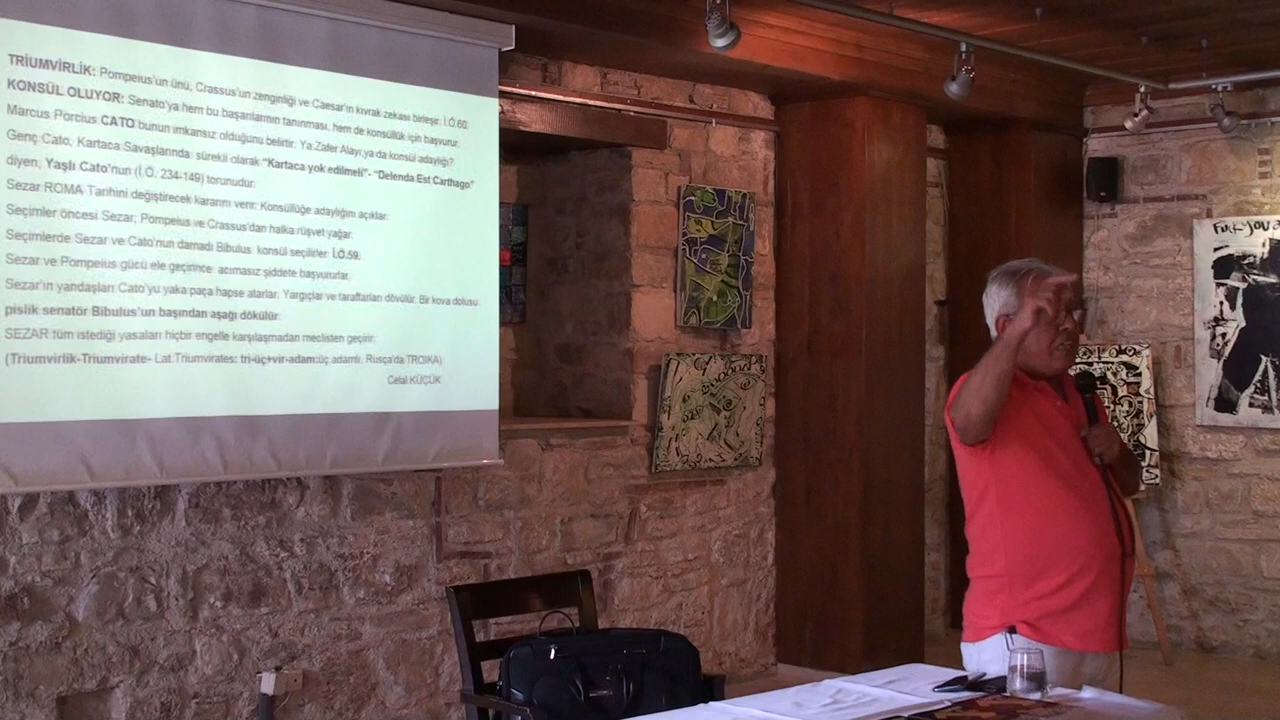 TRİUMVİRLİK: Pompeius'un ünü, Crassus'un zenginliği ve Caesar'ın kıvrak zekası birleşir. İ.Ö.60.
KONSÜL OLUYOR: Senato'ya hem bu başarılarının tanınması, hem de konsüllük için başvurur.
Marcus Porcius CATO bunun imkansız olduğunu belirtir. Ya Zafer Alayı,ya da konsül adaylığı?
Genç Cato, Kartaca Savaşlarında; sürekli olarak "Kartaca yok edilmeli"- "Delenda Est Carthago"
diyen, Yaşlı Cato'nun (İ.Ö. 234-149) torunudur.
Sezar ROMA Tarihini değiştirecek kararını verir. Konsüllüğe adaylığını açıklar.
Seçimler öncesi Sezar; Pompeius ve Crassus'dan halka rüşvet yağar.
Seçimlerde Sezar ve Cato'nun damadı Bibulus: konsül seçilirler. İ.Ö.59.
Sezar ve Pompeius gücü ele geçirince: acımasız şiddete başvururlar.
Sezar'ın yandaşları Cato'yu yaka paça hapse atarlar. Yargıçlar ve taraftarları dövülür. Bir kova dolusu
pislik senatör Bibulus'un başından aşağı dökülür.
SEZAR tüm istediği yasaları hiçbir engelle karşılaşmadan meclisten geçirir.
(Triumvirlik-Triumvirate- Lat.Triumvirates: tri-üç+vir-adam:üç adamlı, Rusça'da TROIKA)
Celal KÜÇÜK
FUCK YOU